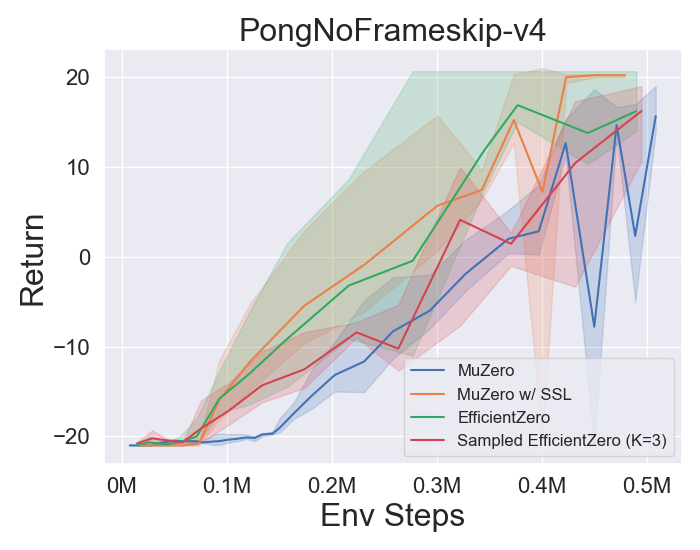 PongNoFrameskip-v4
Return
20
10
0
−10
−20
MuZero
MuZero w/ SSL
EfficientZero
Sampled EfficientZero (K=3)
0M
0.1M
0.2M
0.3M
0.4M
0.5M
Env Steps